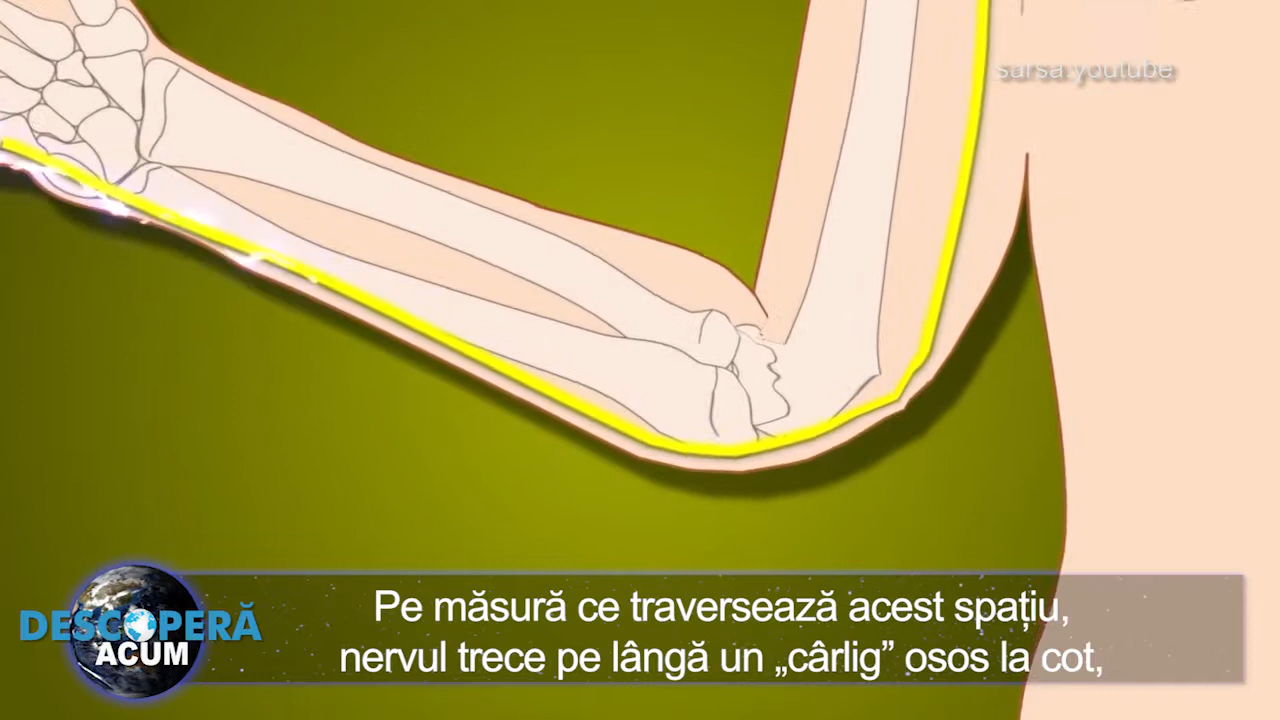 sarsa:youtube
DESCOPERĂ
ACUM
Pe măsură ce traversează acest spațiu,
nervul trece pe lângă un „cârlig” osos la cot,